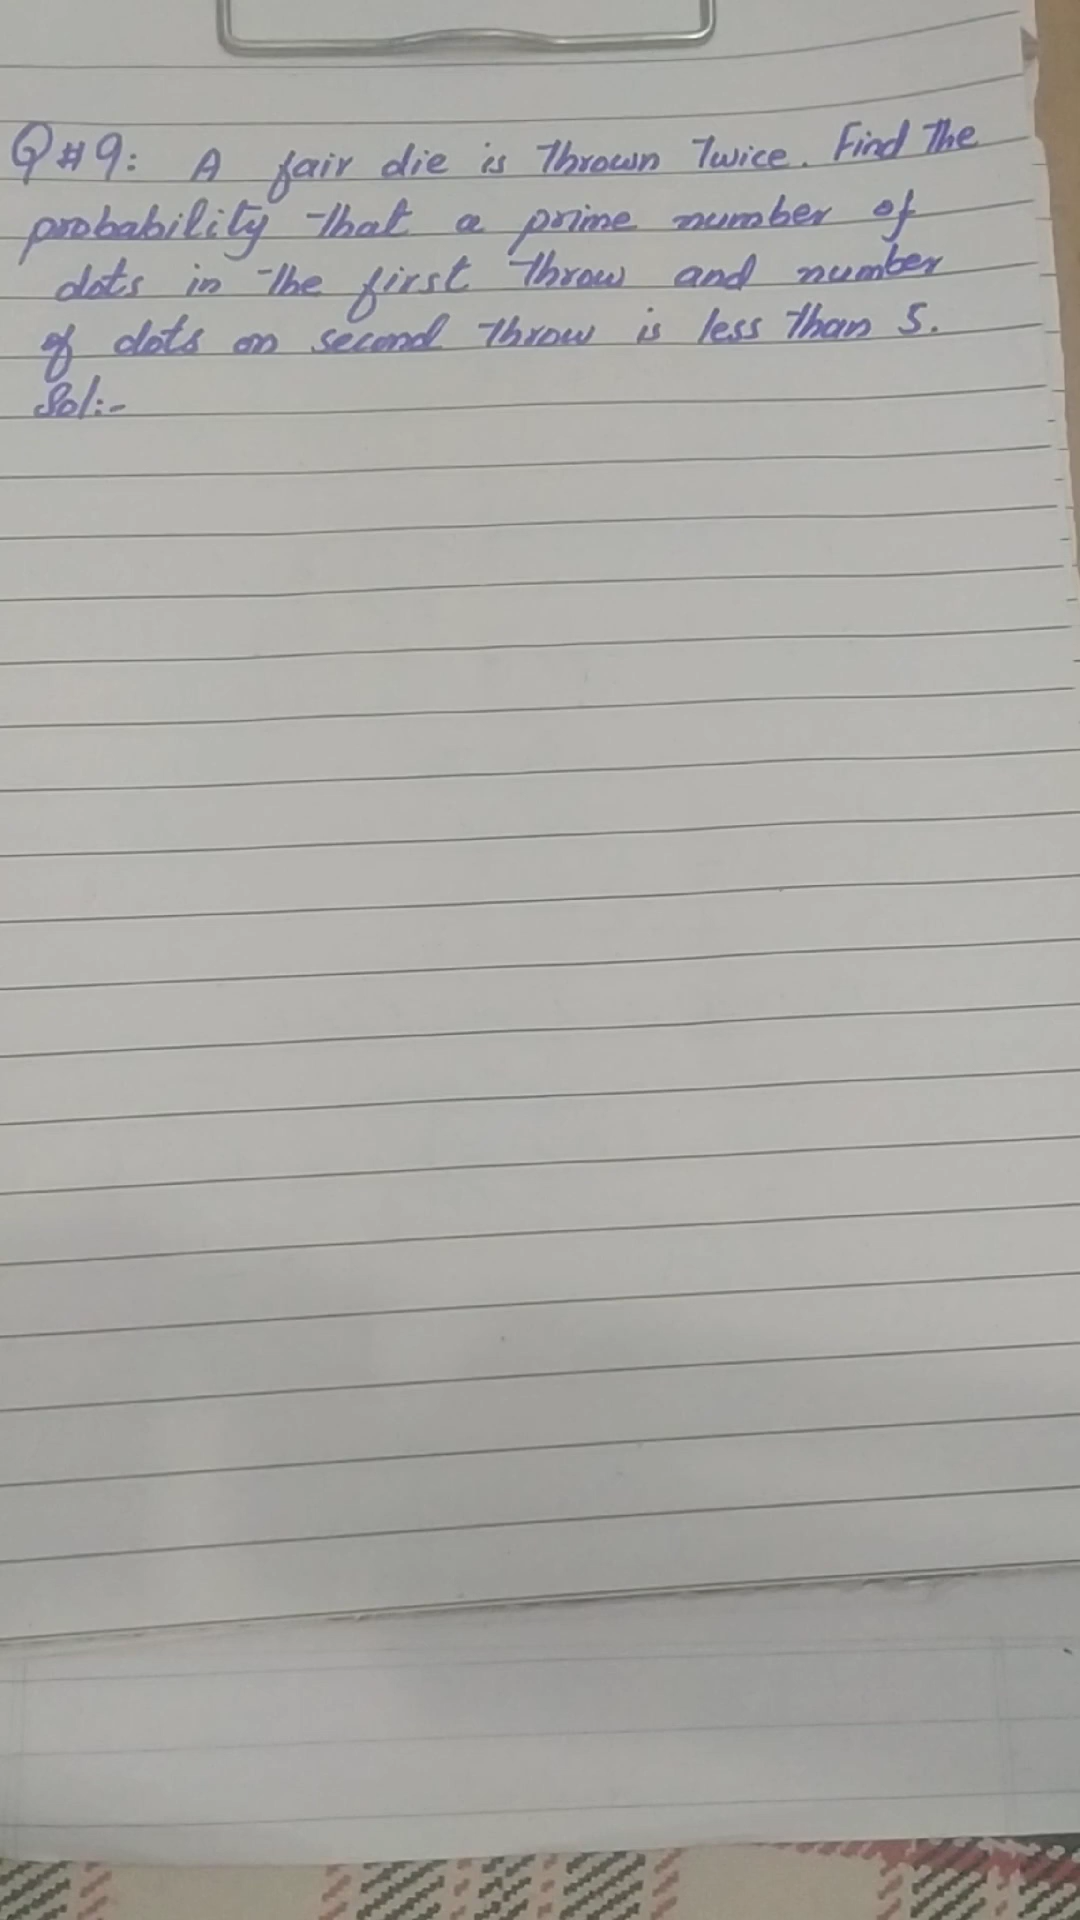 Q#9: A fair die is thrown Twice. Find The
probability that a prime number of
dots in the first throw and number
of dots on second throw is less than 5.
Sol:-